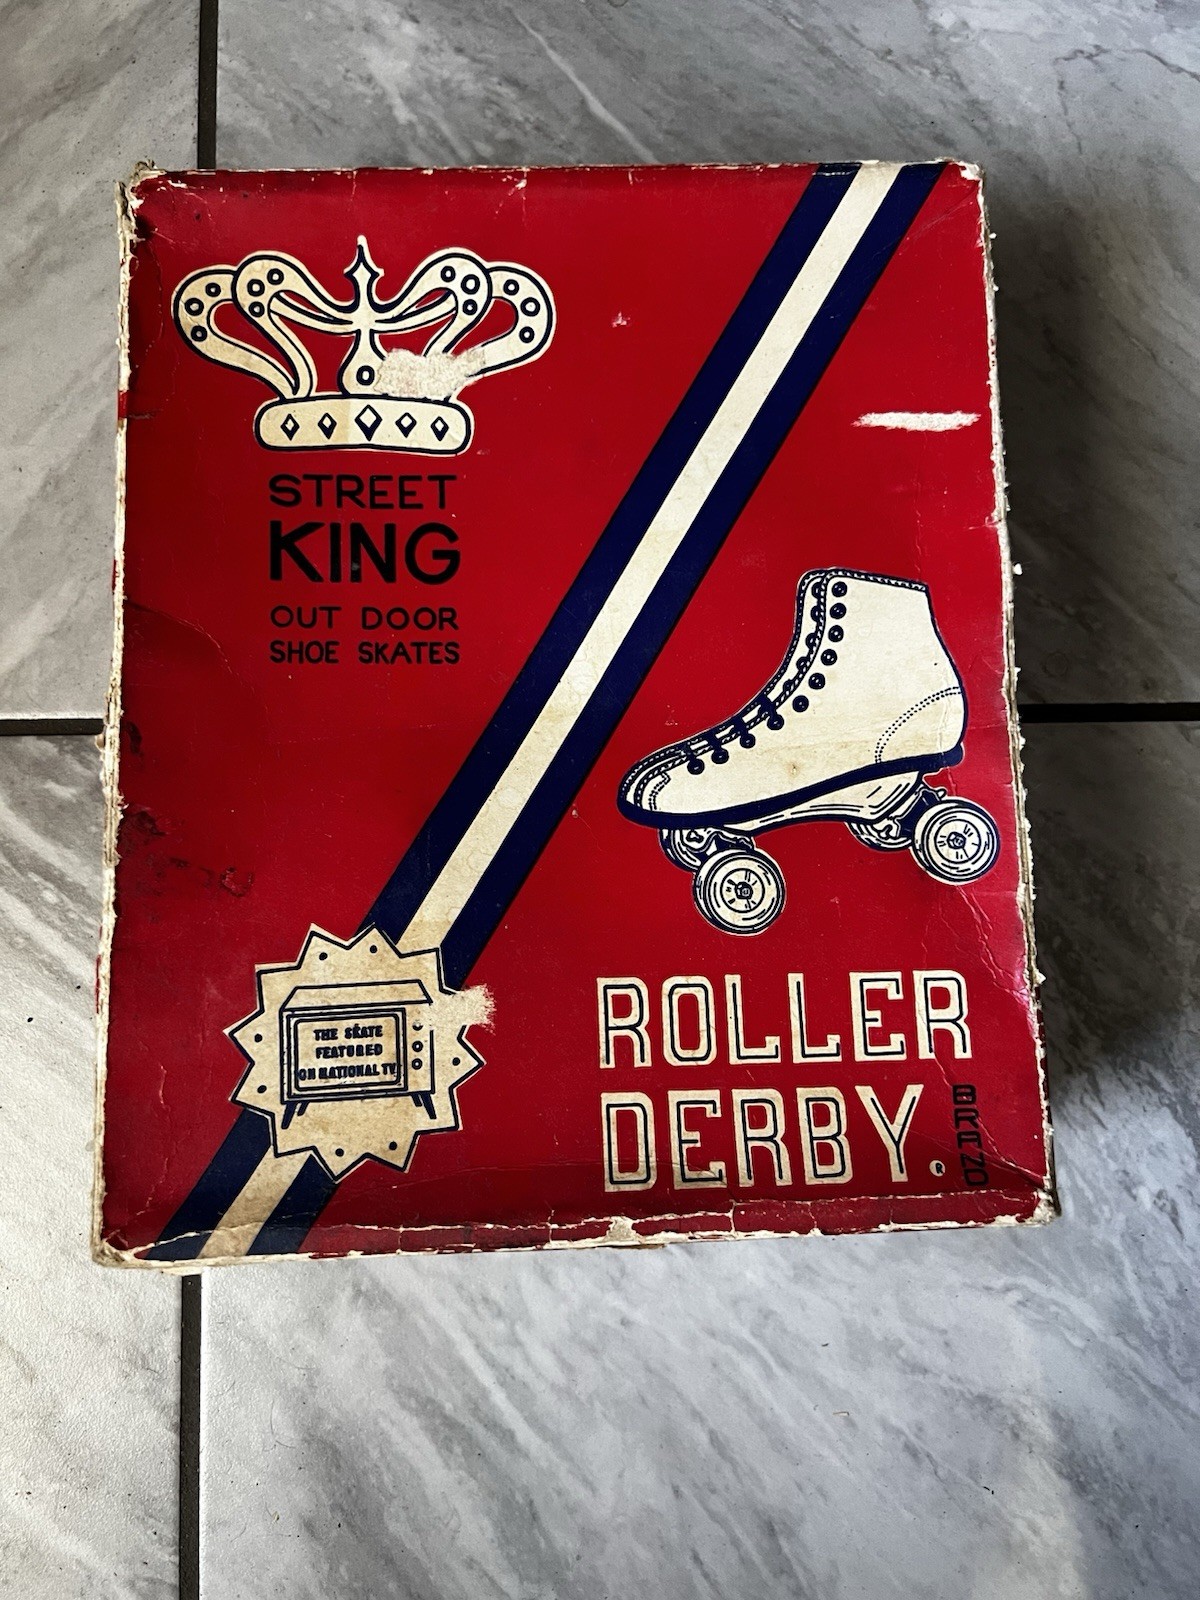 STREET
KING
OUT DOOR
SHOE SKATES
THE SKATE
FEATURED
ON NATIONAL TV
ROLLER
DERBY.®
BRAND